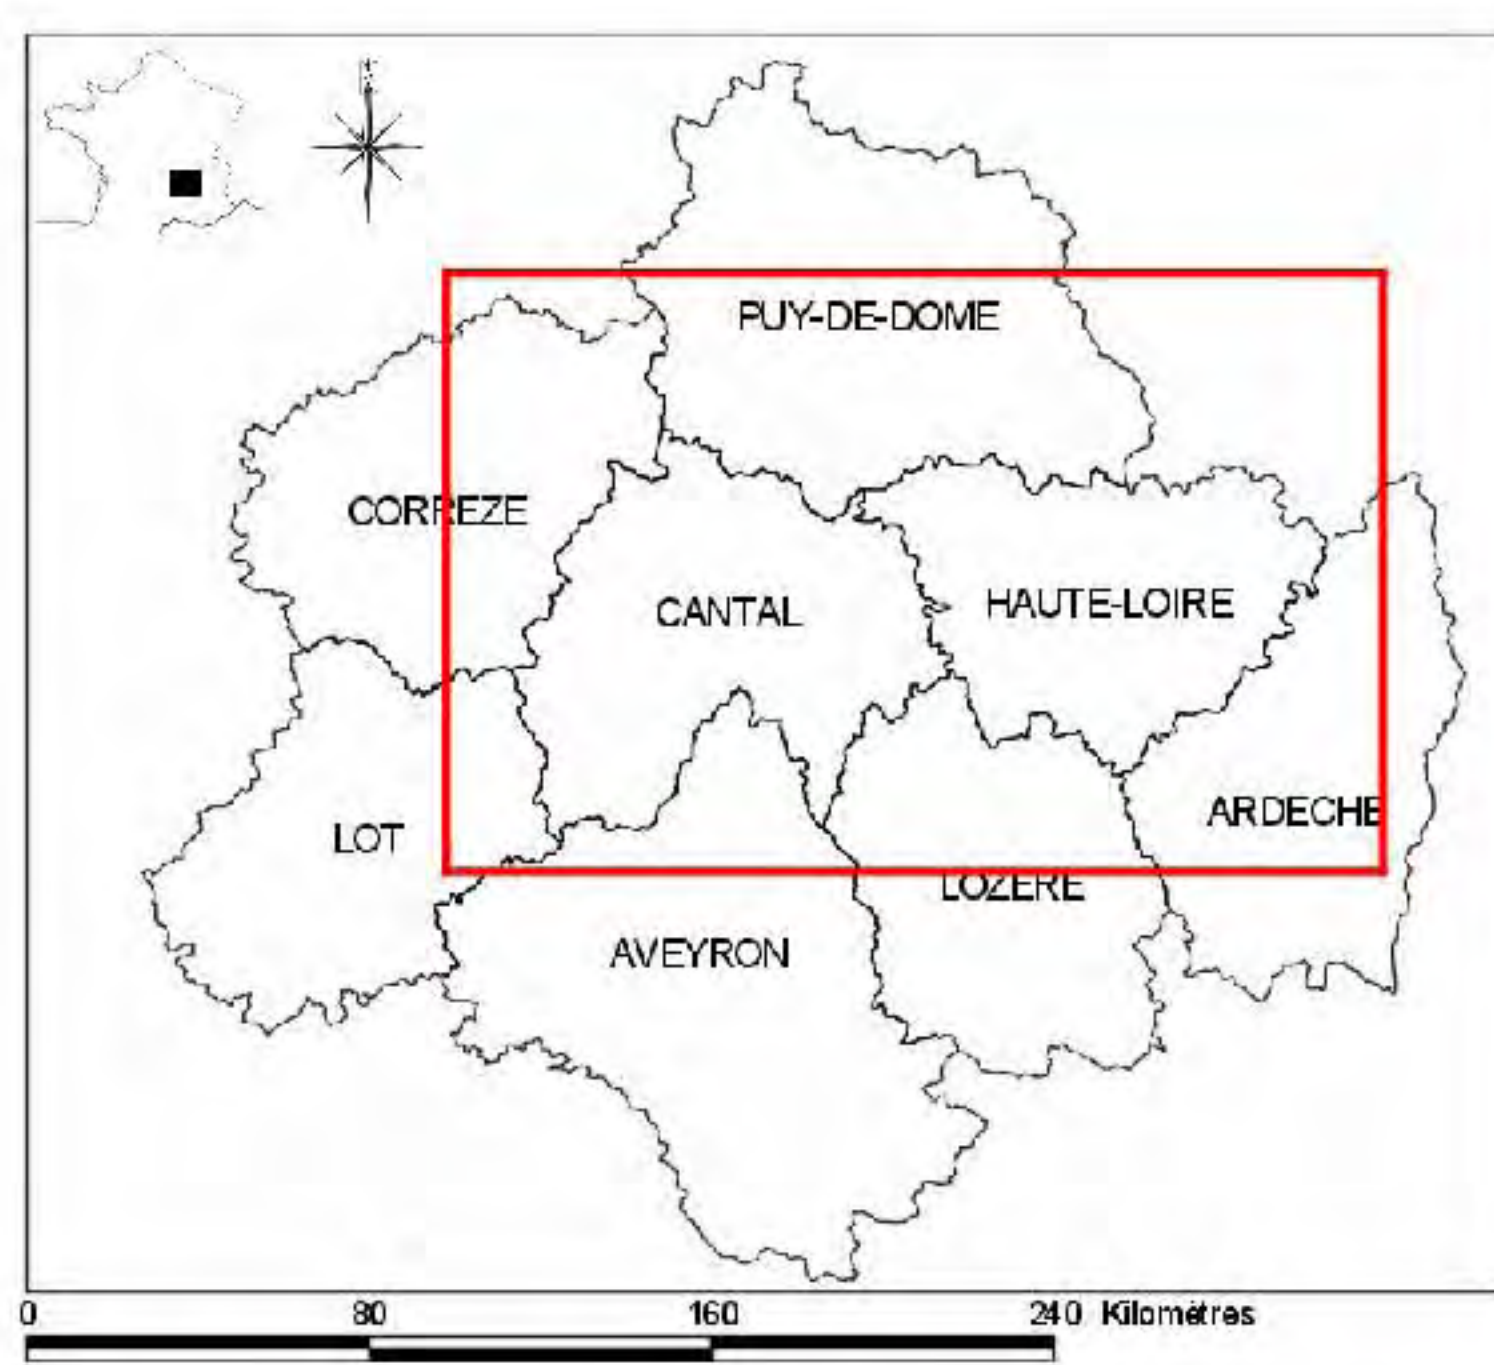 PUY-DE-DOME
CORREZE
CANTAL
HAUTE-LOIRE
LOT
ARDECHE
LOZERE
AVEYRON
0 80 160 240 Kilomètres